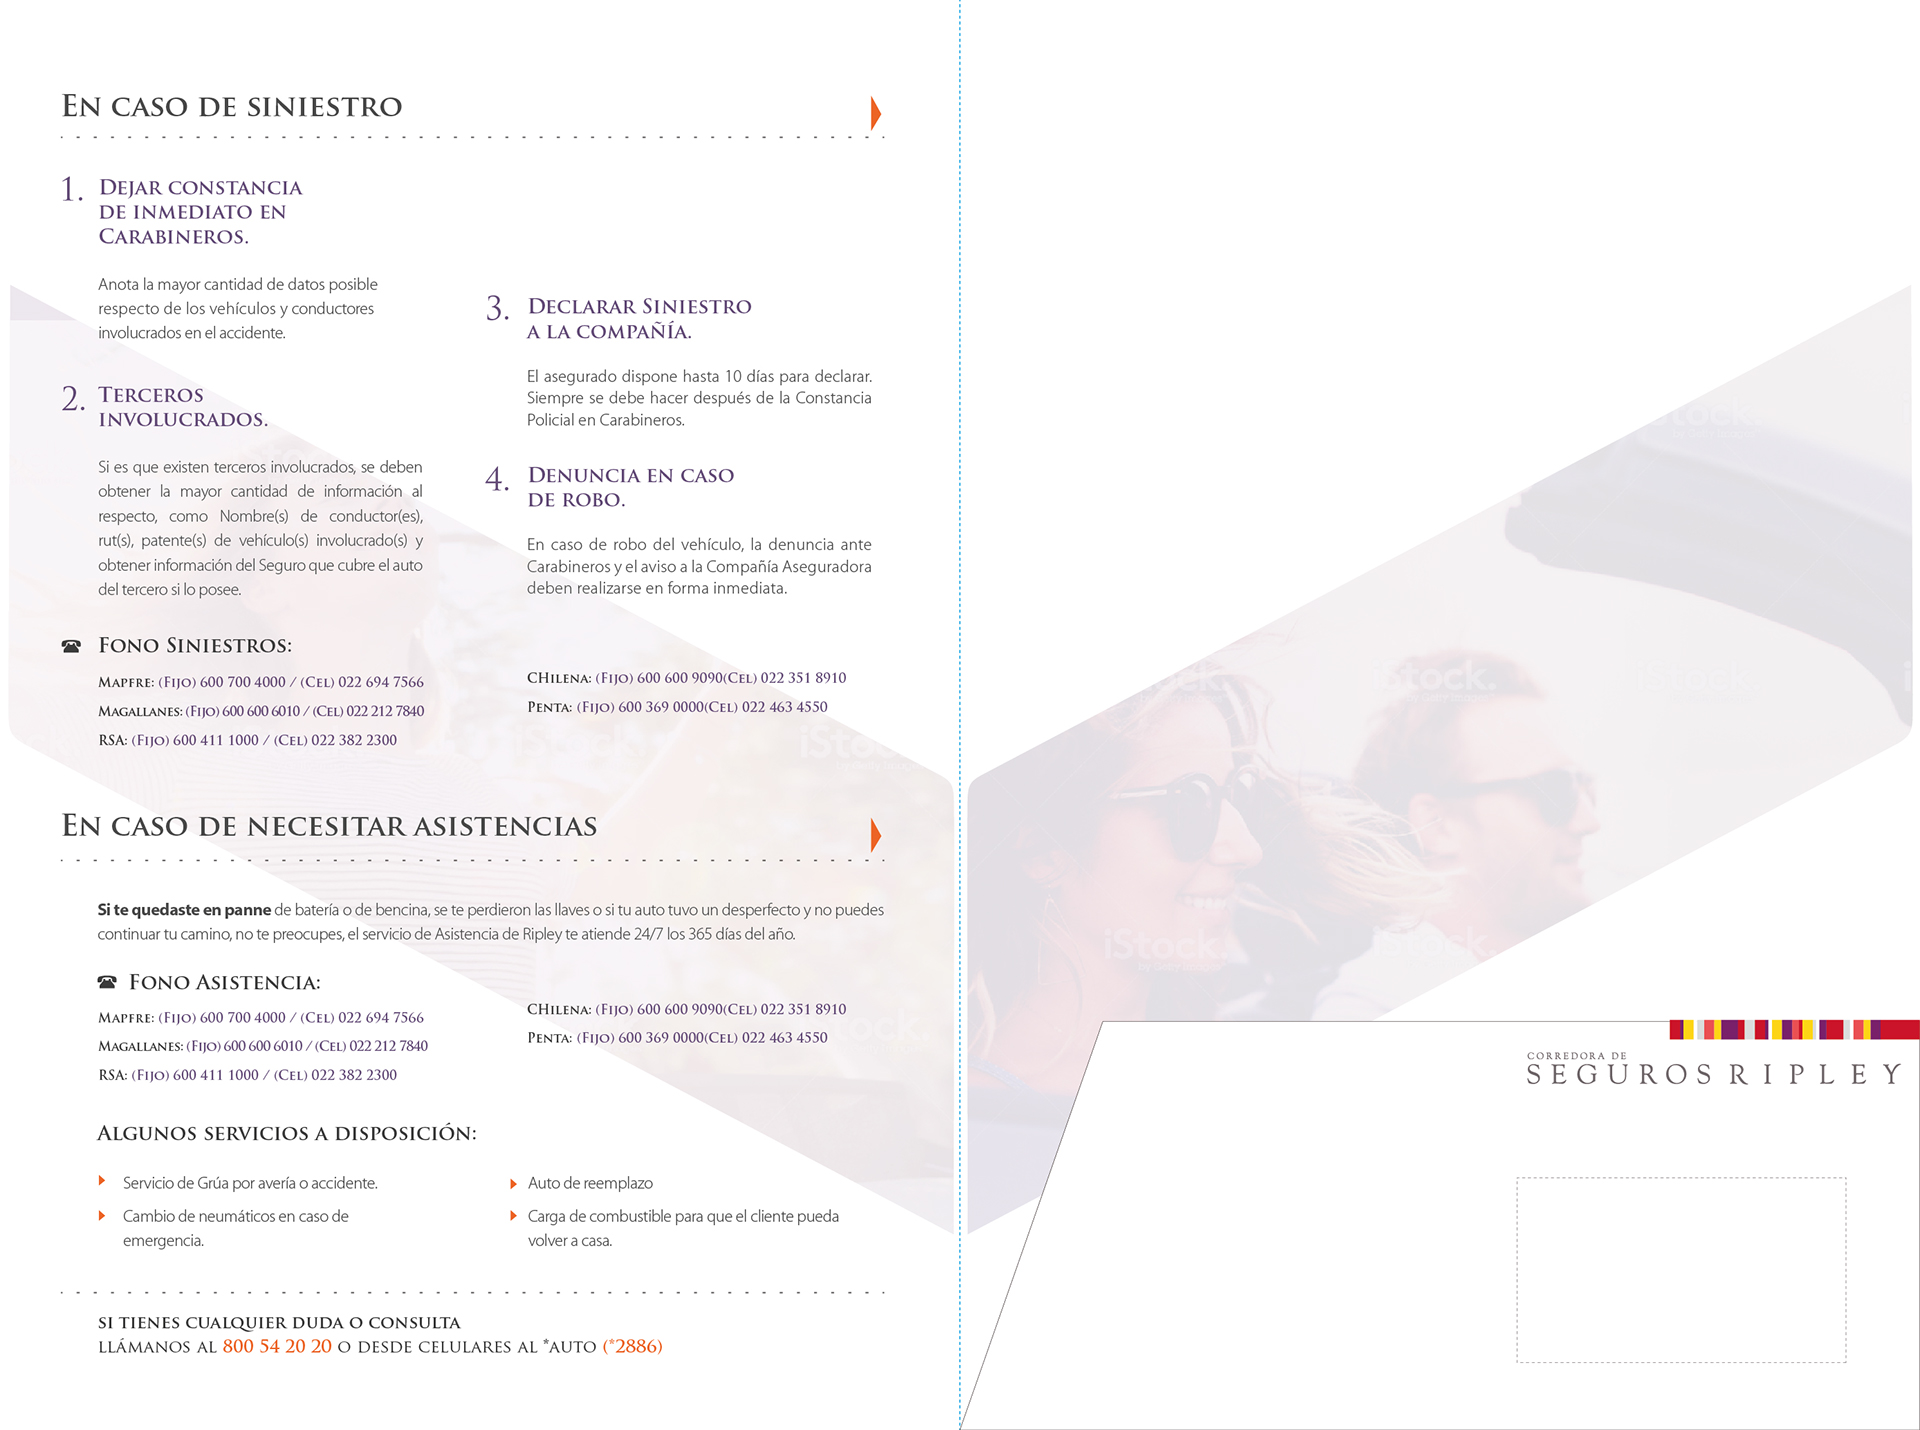 En caso de siniestro
1. Dejar constancia
de inmediato en
Carabineros.
Anota la mayor cantidad de datos posible
respecto de los vehículos y conductores
involucrados en el accidente.
2. Terceros
involucrados.
Si es que existen terceros involucrados, se deben
obtener la mayor cantidad de información al
respecto, como Nombre(s) de conductor(es),
rut(s), patente(s) de vehículo(s) involucrado(s) y
obtener información del Seguro que cubre el auto
del tercero si lo posee.
3. Declarar Siniestro
a la compañía.
El asegurado dispone hasta 10 días para declarar.
Siempre se debe hacer después de la Constancia
Policial en Carabineros.
4. Denuncia en caso
de robo.
En caso de robo del vehículo, la denuncia ante
Carabineros y el aviso a la Compañía Aseguradora
deben realizarse en forma inmediata.
Fono Siniestros:
Mapfre: (Fijo) 600 700 4000 / (Cel) 022 694 7566
Magallanes: (Fijo) 600 600 6010 / (Cel) 022 212 7840
RSA: (Fijo) 600 411 1000 / (Cel) 022 382 2300
CHilena: (Fijo) 600 600 9090(Cel) 022 351 8910
Penta: (Fijo) 600 369 0000(Cel) 022 463 4550
En caso de necesitar asistencias
Si te quedaste en panne de batería o de bencina, se te perdieron las llaves o si tu auto tuvo un desperfecto y no puedes
continuar tu camino, no te preocupes, el servicio de Asistencia de Ripley te atiende 24/7 los 365 días del año.
Fono Asistencia:
Mapfre: (Fijo) 600 700 4000 / (Cel) 022 694 7566
Magallanes: (Fijo) 600 600 6010 / (Cel) 022 212 7840
RSA: (Fijo) 600 411 1000 / (Cel) 022 382 2300
CHilena: (Fijo) 600 600 9090(Cel) 022 351 8910
Penta: (Fijo) 600 369 0000(Cel) 022 463 4550
Algunos servicios a disposición:
Servicio de Grúa por avería o accidente.
Cambio de neumáticos en caso de
emergencia.
Auto de reemplazo
Carga de combustible para que el cliente pueda
volver a casa.
si tienes cualquier duda o consulta
llámanos al 800 54 20 20 o desde celulares al *auto (*2886)
iStock.
iStock.
by Getty Images
CORREDORA DE
SEGUROS RIPLEY